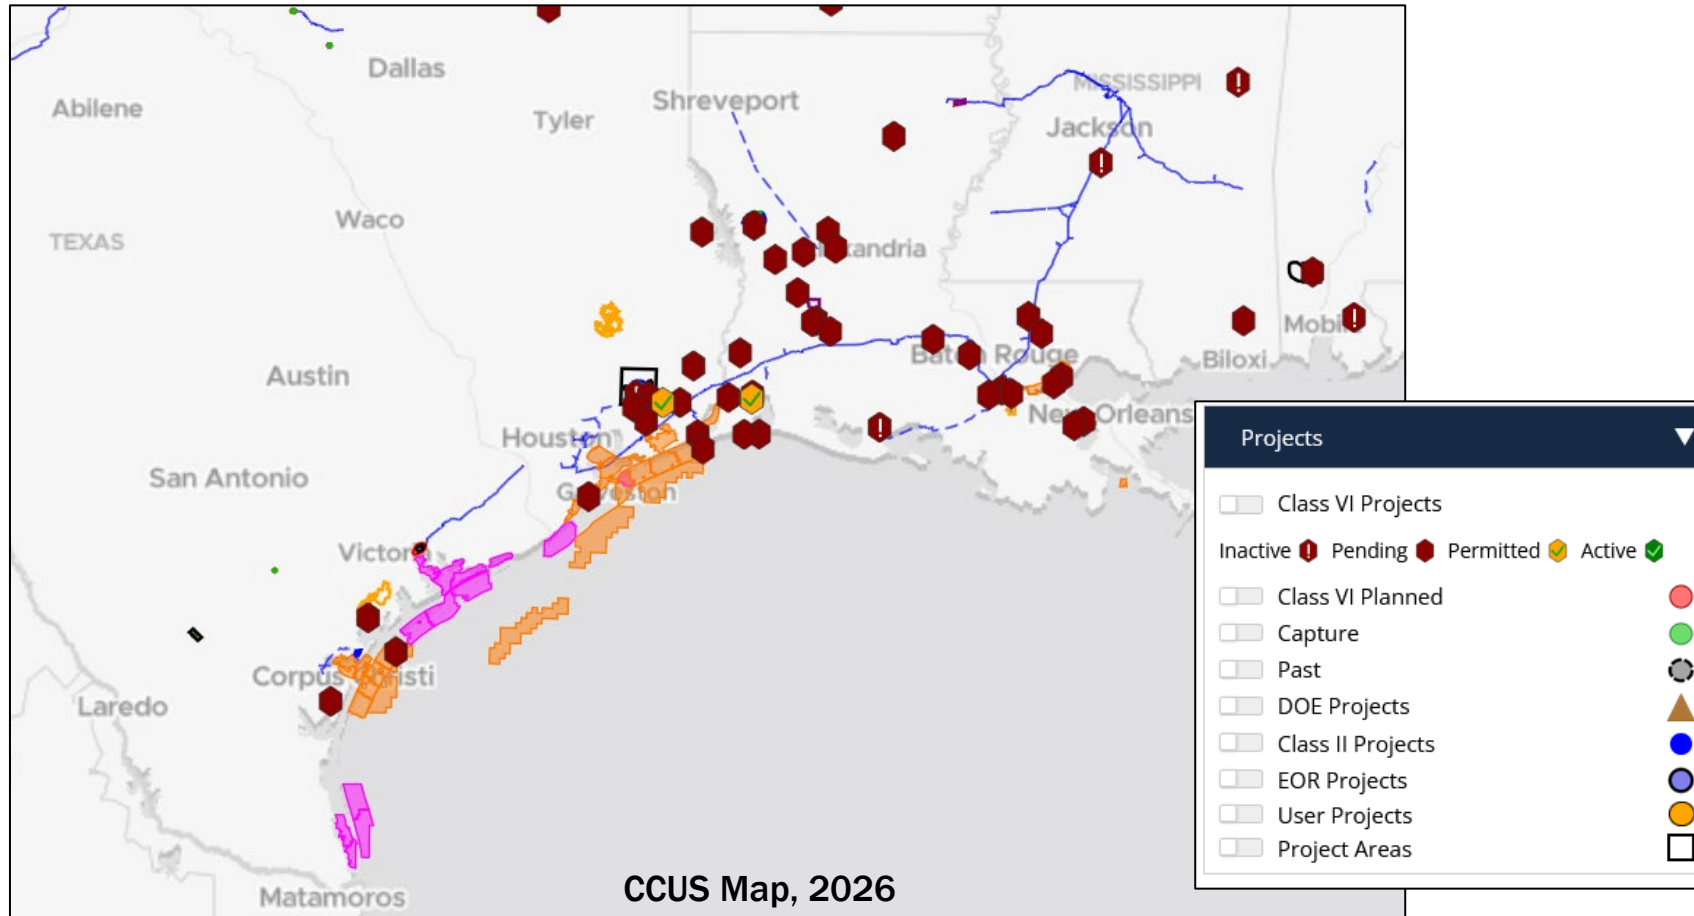 Dallas
Abilene
Shreveport
MISSISSIPPI
Tyler
Jackson
Waco
TEXAS
Baton Rouge
Biloxi
Austin
New Orleans
Houston
San Antonio
Galveston
Victoria
Corpus Christi
Laredo
Matamoros
CCUS Map, 2026
Projects
Class VI Projects
Inactive Pending Permitted Active
Class VI Planned
Capture
Past
DOE Projects
Class II Projects
EOR Projects
User Projects
Project Areas